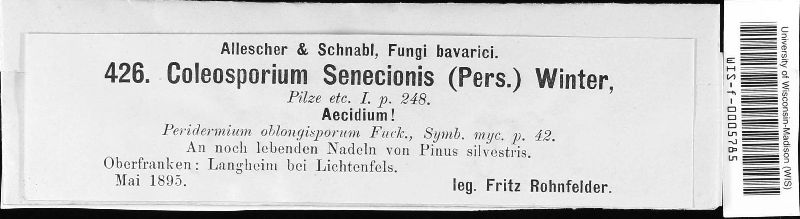 Allescher & Schnabl, Fungi bavarici.
426. Coleosporium Senecionis (Pers.) Winter,
Pilze etc. I. p. 248.
Aecidium!
Peridermium oblongisporum Fuck., Symb. myc. p. 42.
An noch lebenden Nadeln von Pinus silvestris.
Oberfranken: Langheim bei Lichtenfels.
Mai 1895.
leg. Fritz Rohnfelder.
WIS-f-0005785
University of Wisconsin-Madison (WIS)